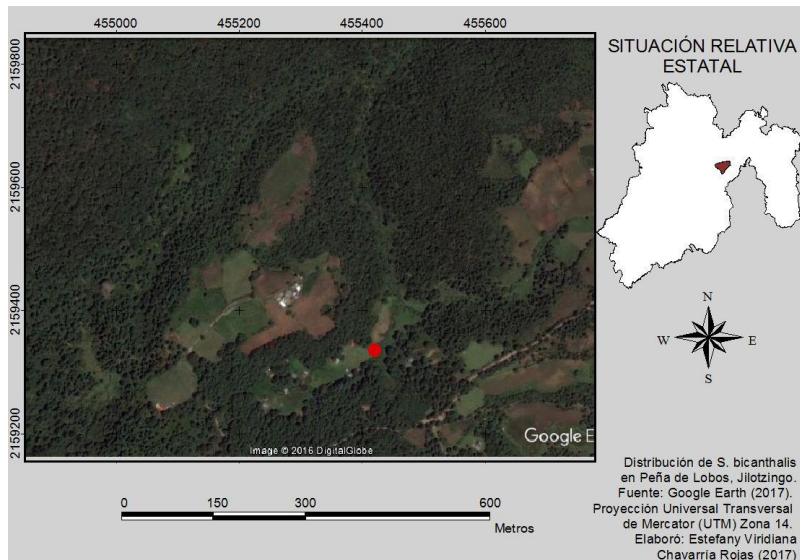 455000 455200 455400 455600
2159800
2159600
2159400
2159200
Image © 2016 DigitalGlobe
Google E
SITUACIÓN RELATIVA
ESTATAL
N
W E
S
0 150 300 600
Metros
Distribución de S. bicanthalis
en Peña de Lobos, Jilotzingo.
Fuente: Google Earth (2017).
Proyección Universal Transversal
de Mercator (UTM) Zona 14.
Elaboró: Estefany Viridiana
Chavarría Rojas (2017)